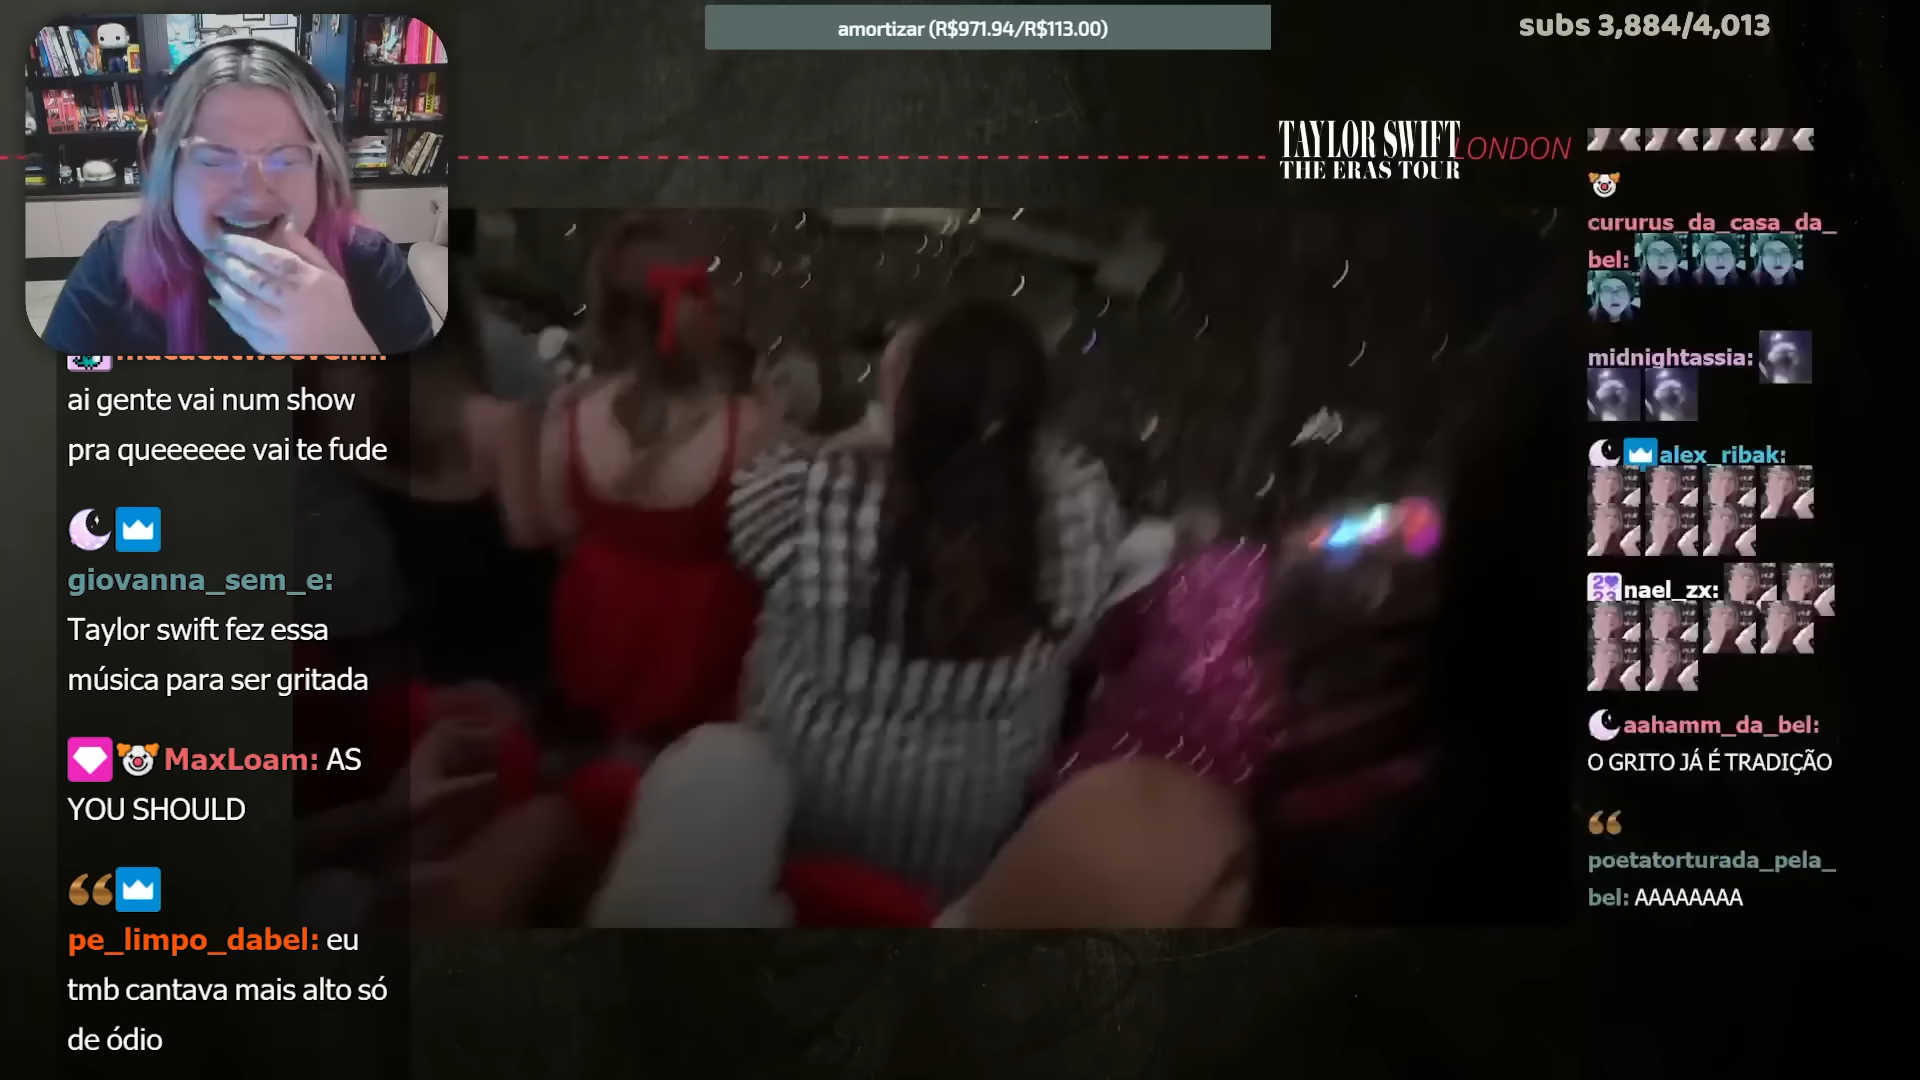 amortizar (R$971.94/R$113.00)
subs 3,884/4,013
TAYLOR SWIFT
THE ERAS TOUR
LONDON
ai gente vai num show
pra queeeeee vai te fude
giovanna_sem_e:
Taylor swift fez essa
música para ser gritada
MaxLoam: AS
YOU SHOULD
pe_limpo_dabel: eu
tmb cantava mais alto só
de ódio
cururus_da_casa_da_
bel:
midnightassia:
alex_ribak:
nael_zx:
aahamm_da_bel:
O GRITO JÁ É TRADIÇÃO
poetatorturada_pela_
bel: AAAAAAAA